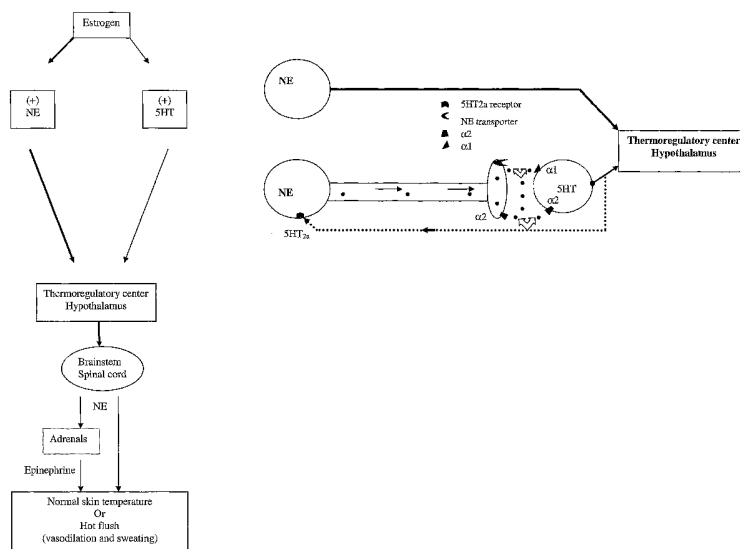 Estrogen
(+)
NE
(+)
5HT
Thermoregulatory center
Hypothalamus
Brainstem
Spinal cord
NE
Adrenals
Epinephrine
Normal skin temperature
Or
Hot flush
(vasodilation and sweating)
NE
5HT2a receptor
NE transporter
α2
α1
Thermoregulatory center
Hypothalamus
NE
α1
5HT
α2
α2
5HT2a